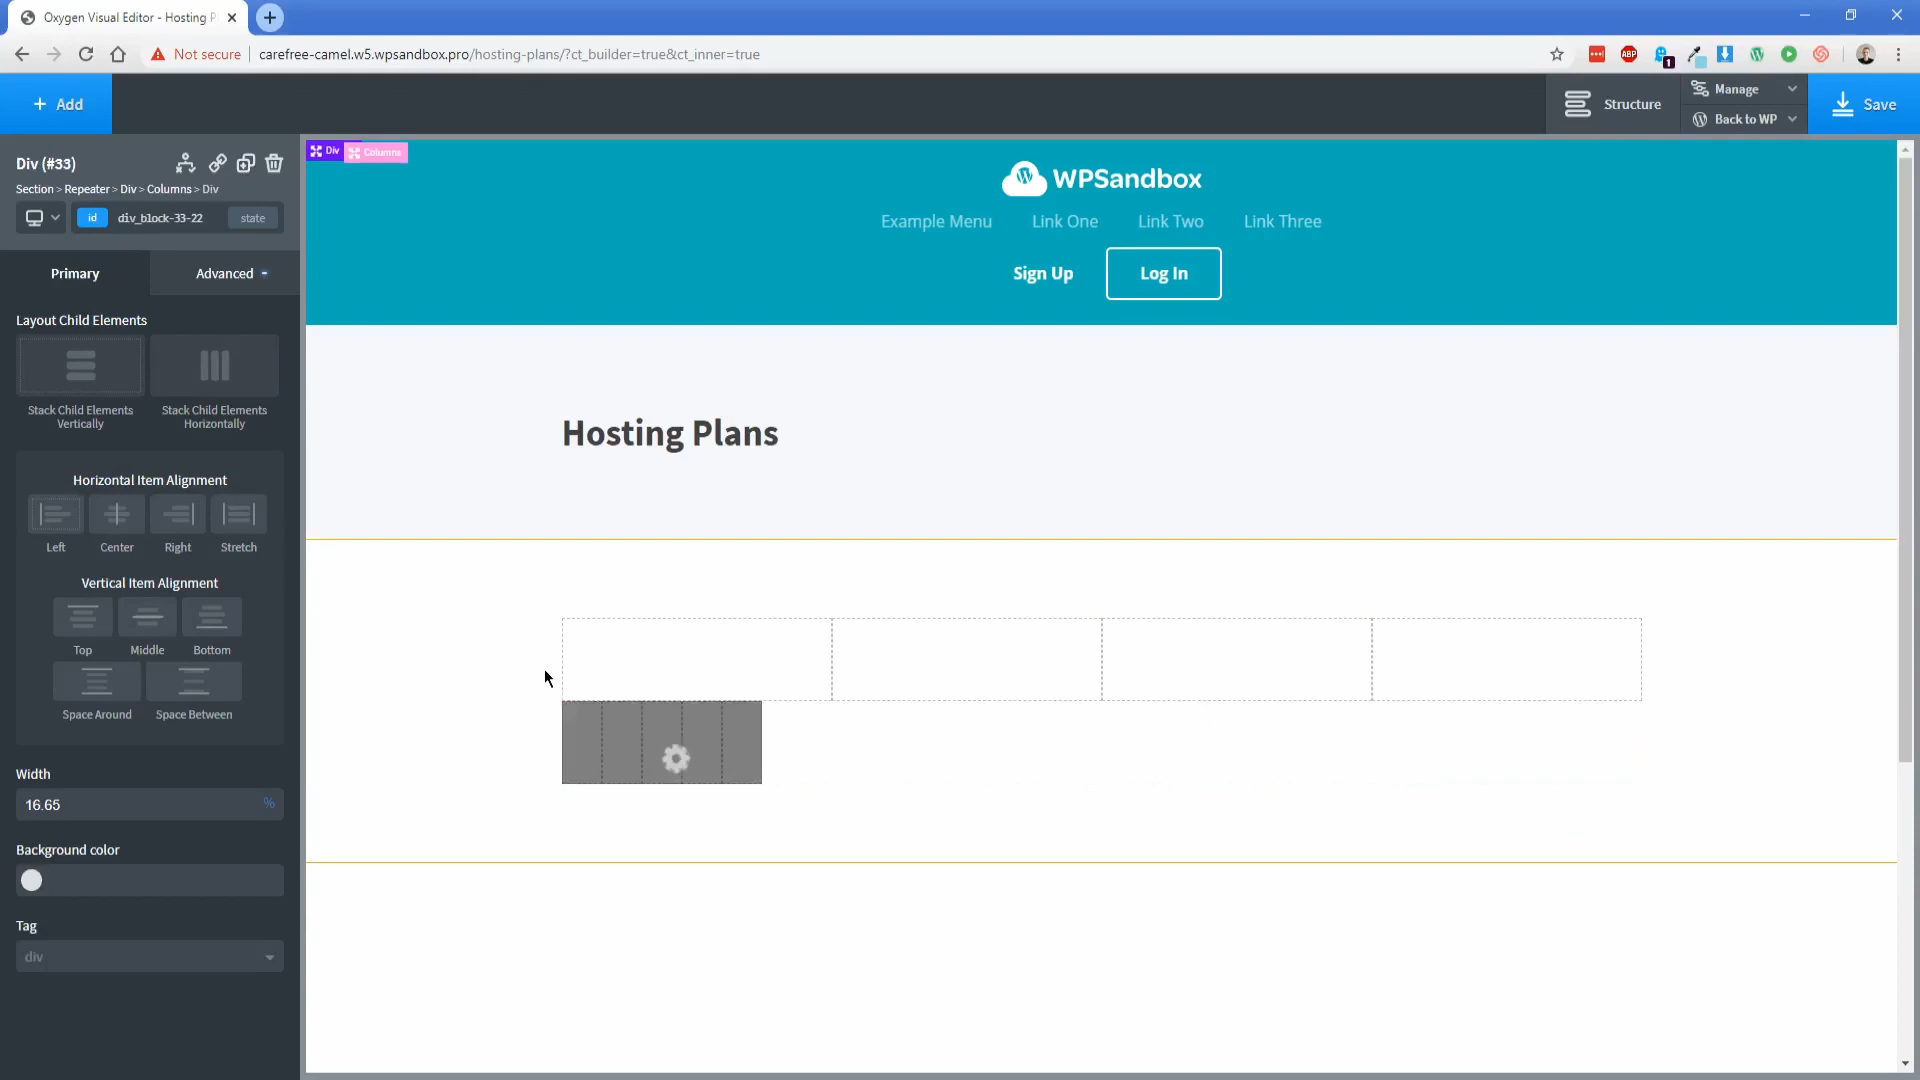 Oxygen Visual Editor - Hosting P
Not secure
carefree-camel.w5.wpsandbox.pro/hosting-plans/?ct_builder=true&ct_inner=true
ABP
1
+ Add
Structure
Manage
Back to WP
Save
Div (#33)
Section > Repeater > Div > Columns > Div
id
div_block-33-22
state
Primary
Advanced
Layout Child Elements
Stack Child Elements Vertically
Stack Child Elements Horizontally
Horizontal Item Alignment
Left
Center
Right
Stretch
Vertical Item Alignment
Top
Middle
Bottom
Space Around
Space Between
Width
16.65
%
Background color
Tag
div
Div
Columns
WPSandbox
Example Menu
Link One
Link Two
Link Three
Sign Up
Log In
Hosting Plans